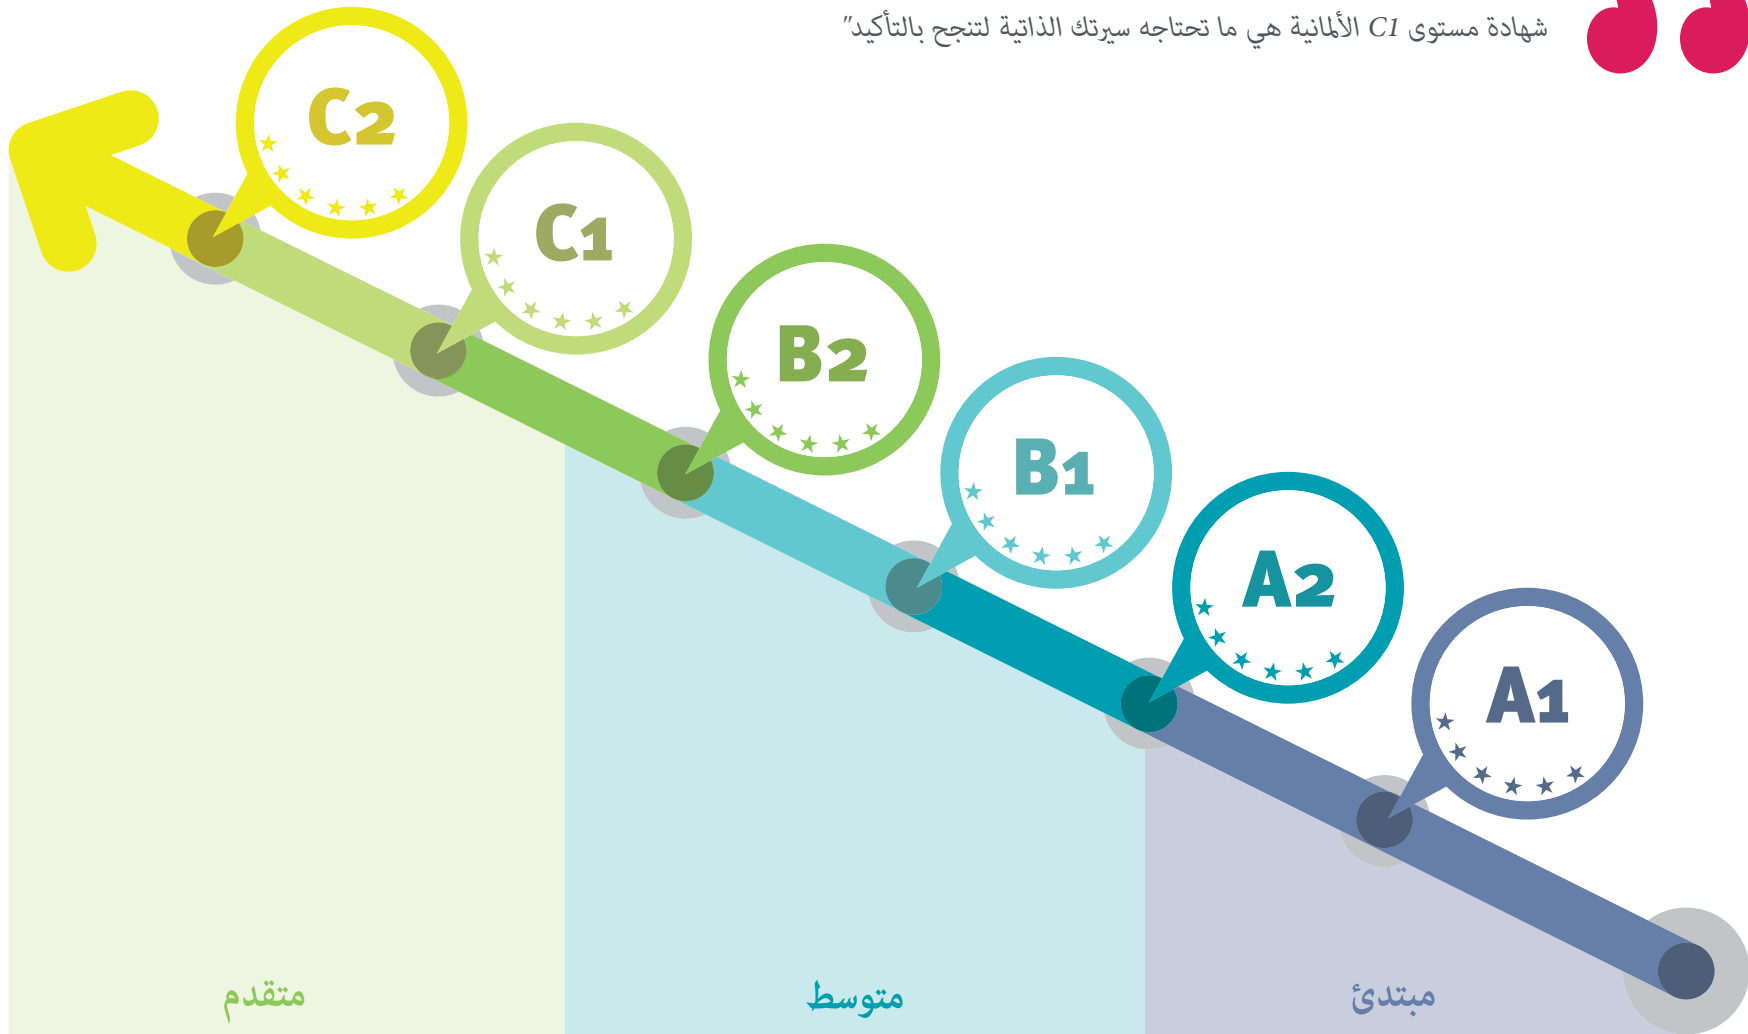 شهادة مستوى C1 الألمانية هي ما تحتاجه سيرتك الذاتية لتنجح بالتأكيد"
C2
C1
B2
B1
A2
A1
مبتدئ
متوسط
متقدم